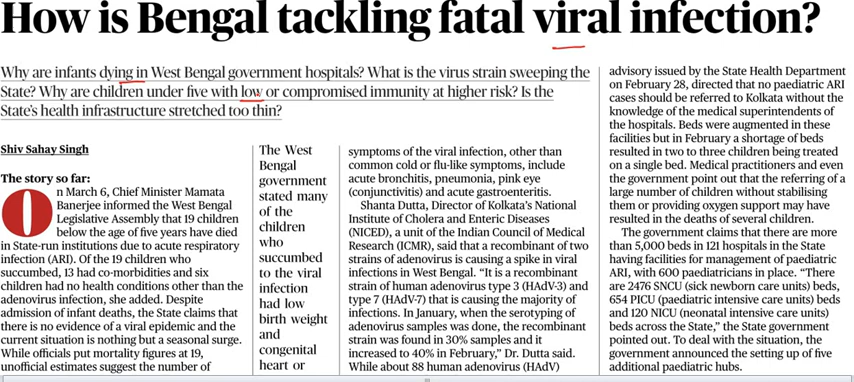 How is Bengal tackling fatal viral infection?
Why are infants dying in West Bengal government hospitals? What is the virus strain sweeping the
State? Why are children under five with low or compromised immunity at higher risk? Is the
State’s health infrastructure stretched too thin?
Shiv Sahay Singh
The story so far:
On March 6, Chief Minister Mamata
Banerjee informed the West Bengal
Legislative Assembly that 19 children
below the age of five years have died
in State-run institutions due to acute respiratory
infection (ARI). Of the 19 children who
succumbed, 13 had co-morbidities and six
children had no health conditions other than the
adenovirus infection, she added. Despite
admission of infant deaths, the State claims that
there is no evidence of a viral epidemic and the
current situation is nothing but a seasonal surge.
While officials put mortality figures at 19,
unofficial estimates suggest the number of
The West
Bengal
government
stated many
of the
children
who
succumbed
to the viral
infection
had low
birth weight
and
congenital
heart or
symptoms of the viral infection, other than
common cold or flu-like symptoms, include
acute bronchitis, pneumonia, pink eye
(conjunctivitis) and acute gastroenteritis.
Shanta Dutta, Director of Kolkata’s National
Institute of Cholera and Enteric Diseases
(NICED), a unit of the Indian Council of Medical
Research (ICMR), said that a recombinant of two
strains of adenovirus is causing a spike in viral
infections in West Bengal. “It is a recombinant
strain of human adenovirus type 3 (HAdV-3) and
type 7 (HAdV-7) that is causing the majority of
infections. In January, when the serotyping of
adenovirus samples was done, the recombinant
strain was found in 30% samples and it
increased to 40% in February,” Dr. Dutta said.
While about 88 human adenovirus (HAdV)
advisory issued by the State Health Department
on February 28, directed that no paediatric ARI
cases should be referred to Kolkata without the
knowledge of the medical superintendents of
the hospitals. Beds were augmented in these
facilities but in February a shortage of beds
resulted in two to three children being treated
on a single bed. Medical practitioners and even
the government point out that the referring of a
large number of children without stabilising
them or providing oxygen support may have
resulted in the deaths of several children.
The government claims that there are more
than 5,000 beds in 121 hospitals in the State
having facilities for management of paediatric
ARI, with 600 paediatricians in place. “There
are 2476 SNCU (sick newborn care units) beds,
654 PICU (paediatric intensive care units) beds
and 120 NICU (neonatal intensive care units)
beds across the State,” the State government
pointed out. To deal with the situation, the
government announced the setting up of five
additional paediatric hubs.